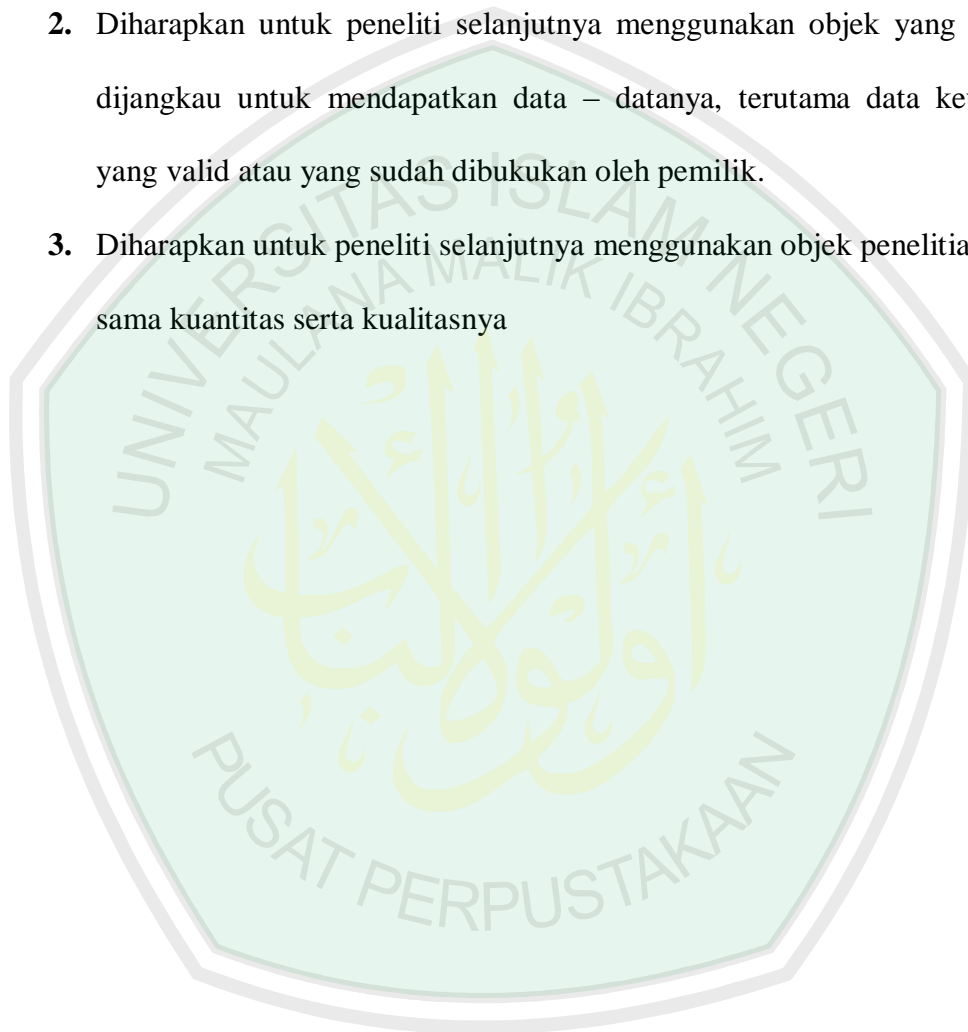 2. Diharapkan untuk peneliti selanjutnya menggunakan objek yang
dijangkau untuk mendapatkan data – datanya, terutama data
yang valid atau yang sudah dibukukan oleh pemilik.
3. Diharapkan untuk peneliti selanjutnya menggunakan objek
sama kuantitas serta kualitasnya
UNIVERSITAS ISLAM NEGERI
MAULANA MALIK IBRAHIM
أولوا الألباب
PUSAT PERPUSTAKAAN